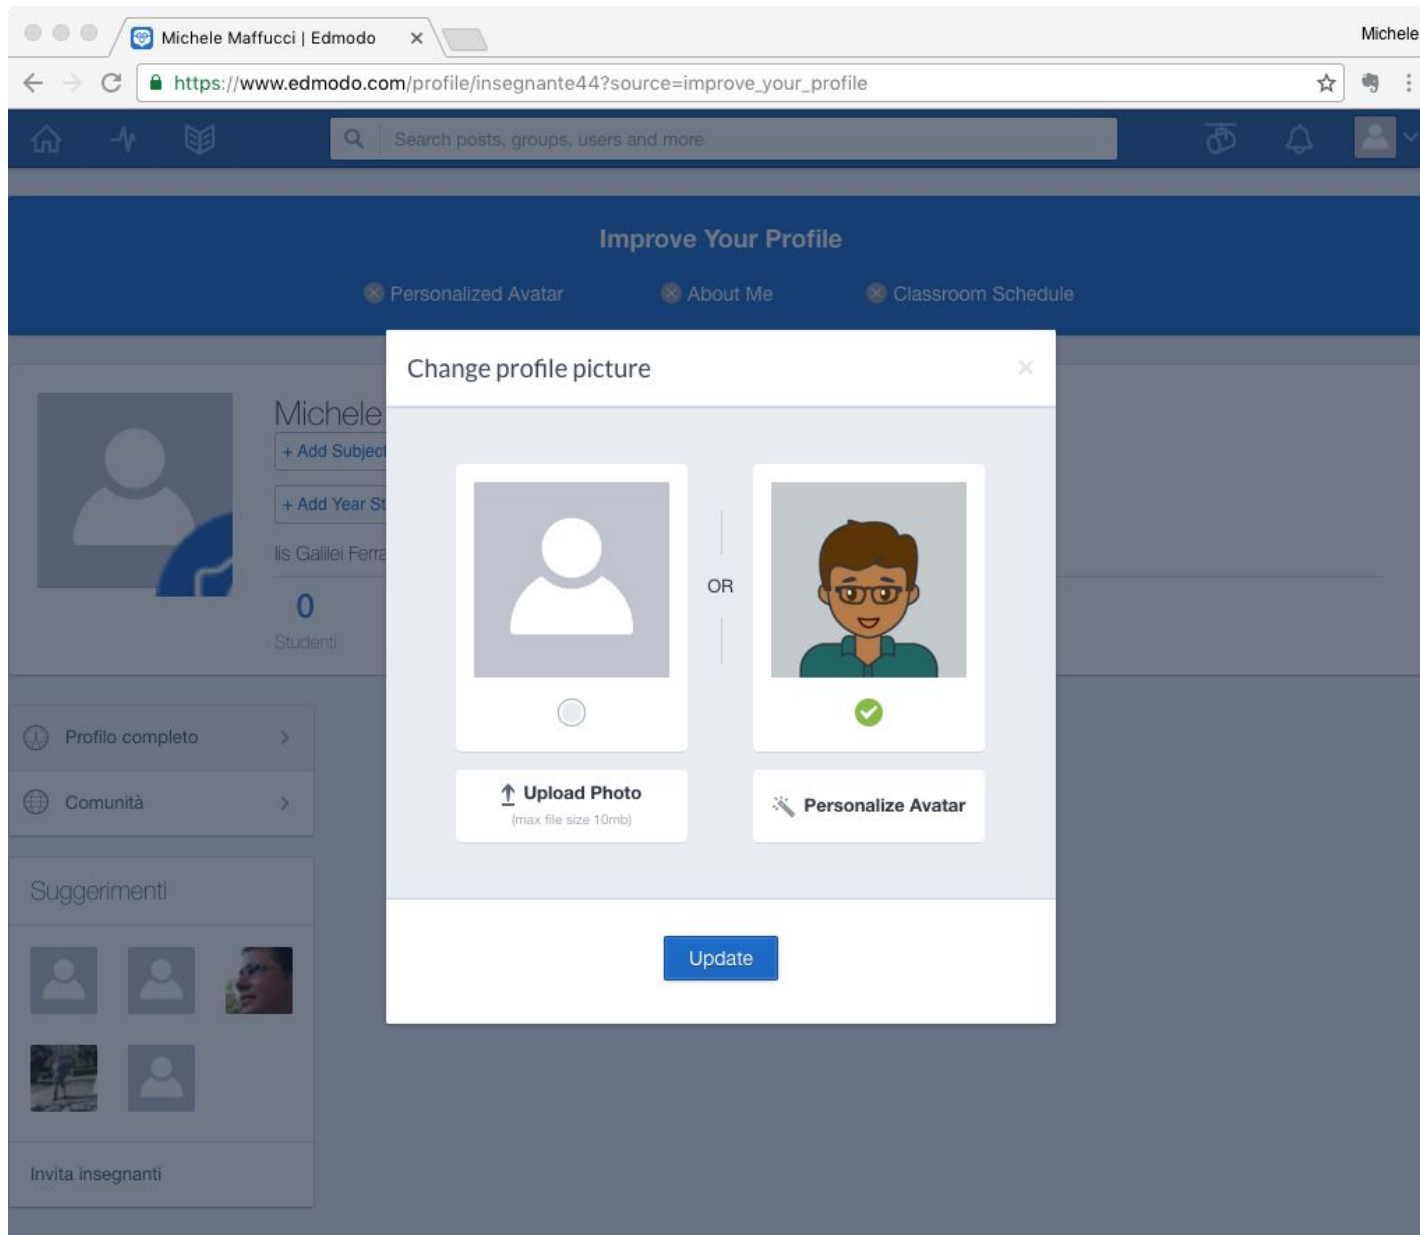 Michele Maffucci | Edmodo
Michele
https://www.edmodo.com/profile/insegnante44?source=improve_your_profile
Search posts, groups, users and more
Improve Your Profile
Personalized Avatar About Me Classroom Schedule
Change profile picture
Michele
+ Add Subject
+ Add Year St
Iis Galilei Ferra
0
Studenti
OR
Upload Photo
(max file size 10mb)
Personalize Avatar
Update
Profilo completo
Comunità
Suggerimenti
Invita insegnanti